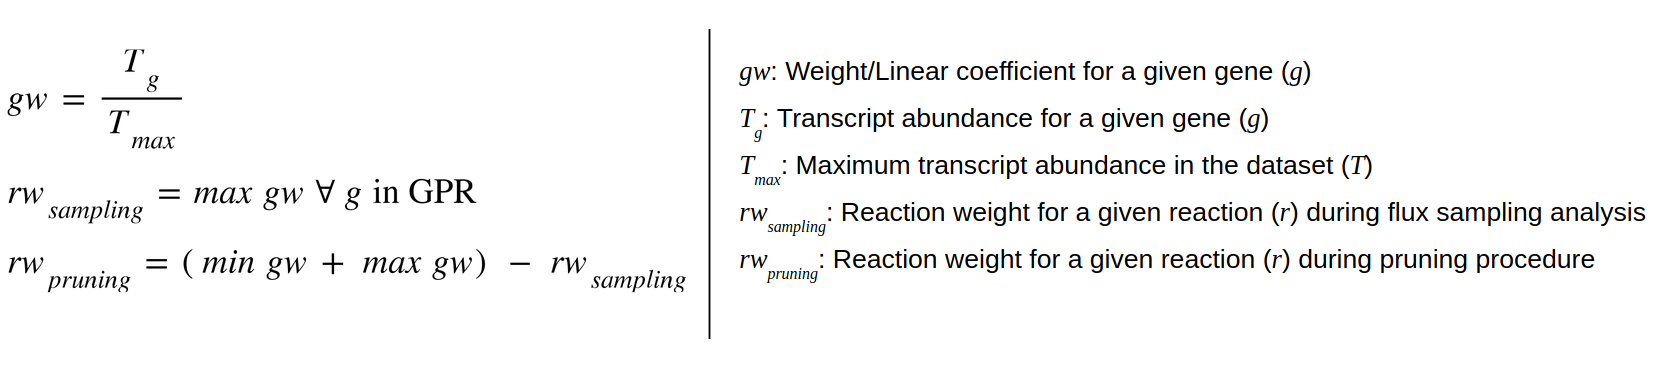 gw = T_g / T_max
rw_sampling = max gw ∀ g in GPR
rw_pruning = ( min gw + max gw) − rw_sampling
gw: Weight/Linear coefficient for a given gene (g)
T_g: Transcript abundance for a given gene (g)
T_max: Maximum transcript abundance in the dataset (T)
rw_sampling: Reaction weight for a given reaction (r) during flux sampling analysis
rw_pruning: Reaction weight for a given reaction (r) during pruning procedure